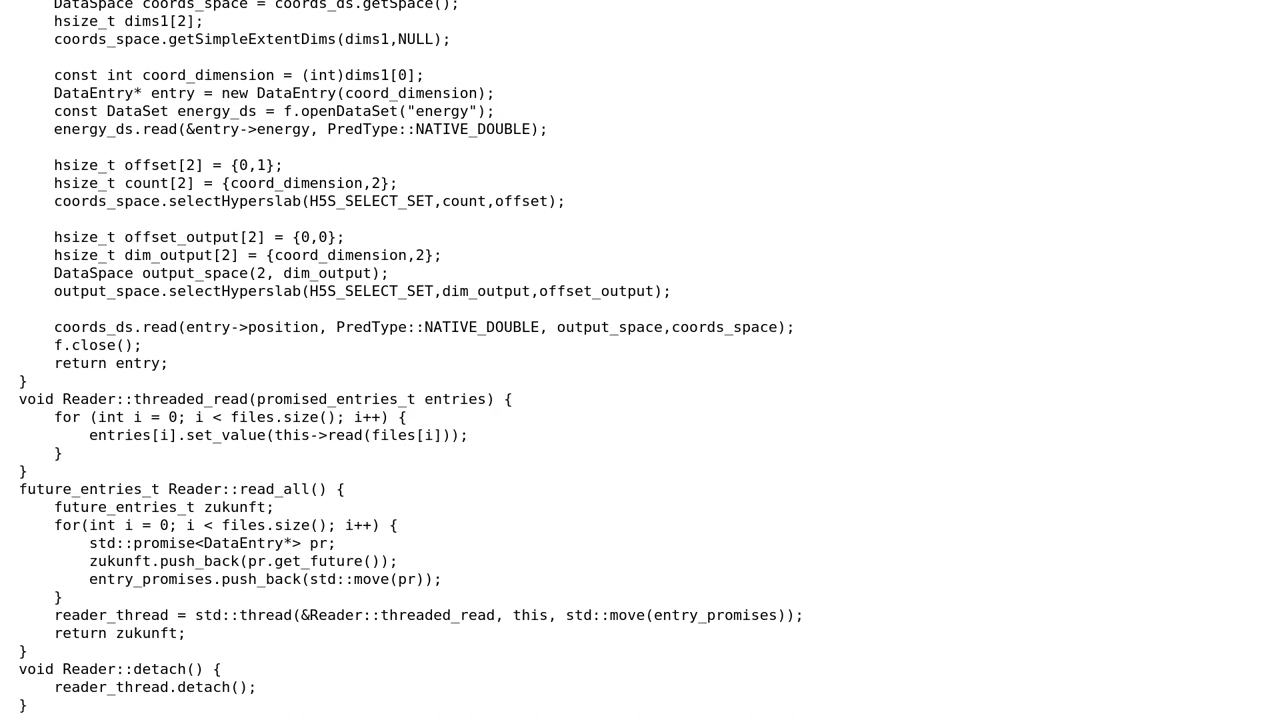 DataSpace coords_space = coords_ds.getSpace();
hsize_t dims1[2];
coords_space.getSimpleExtentDims(dims1,NULL);
const int coord_dimension = (int)dims1[0];
DataEntry* entry = new DataEntry(coord_dimension);
const DataSet energy_ds = f.openDataSet("energy");
energy_ds.read(&entry->energy, PredType::NATIVE_DOUBLE);
hsize_t offset[2] = {0,1};
hsize_t count[2] = {coord_dimension,2};
coords_space.selectHyperslab(H5S_SELECT_SET,count,offset);
hsize_t offset_output[2] = {0,0};
hsize_t dim_output[2] = {coord_dimension,2};
DataSpace output_space(2, dim_output);
output_space.selectHyperslab(H5S_SELECT_SET,dim_output,offset_output);
coords_ds.read(entry->position, PredType::NATIVE_DOUBLE, output_space,coords_space);
f.close();
return entry;
}
void Reader::threaded_read(promised_entries_t entries) {
for (int i = 0; i < files.size(); i++) {
entries[i].set_value(this->read(files[i]));
}
}
future_entries_t Reader::read_all() {
future_entries_t zukunft;
for(int i = 0; i < files.size(); i++) {
std::promise<DataEntry*> pr;
zukunft.push_back(pr.get_future());
entry_promises.push_back(std::move(pr));
}
reader_thread = std::thread(&Reader::threaded_read, this, std::move(entry_promises));
return zukunft;
}
void Reader::detach() {
reader_thread.detach();
}